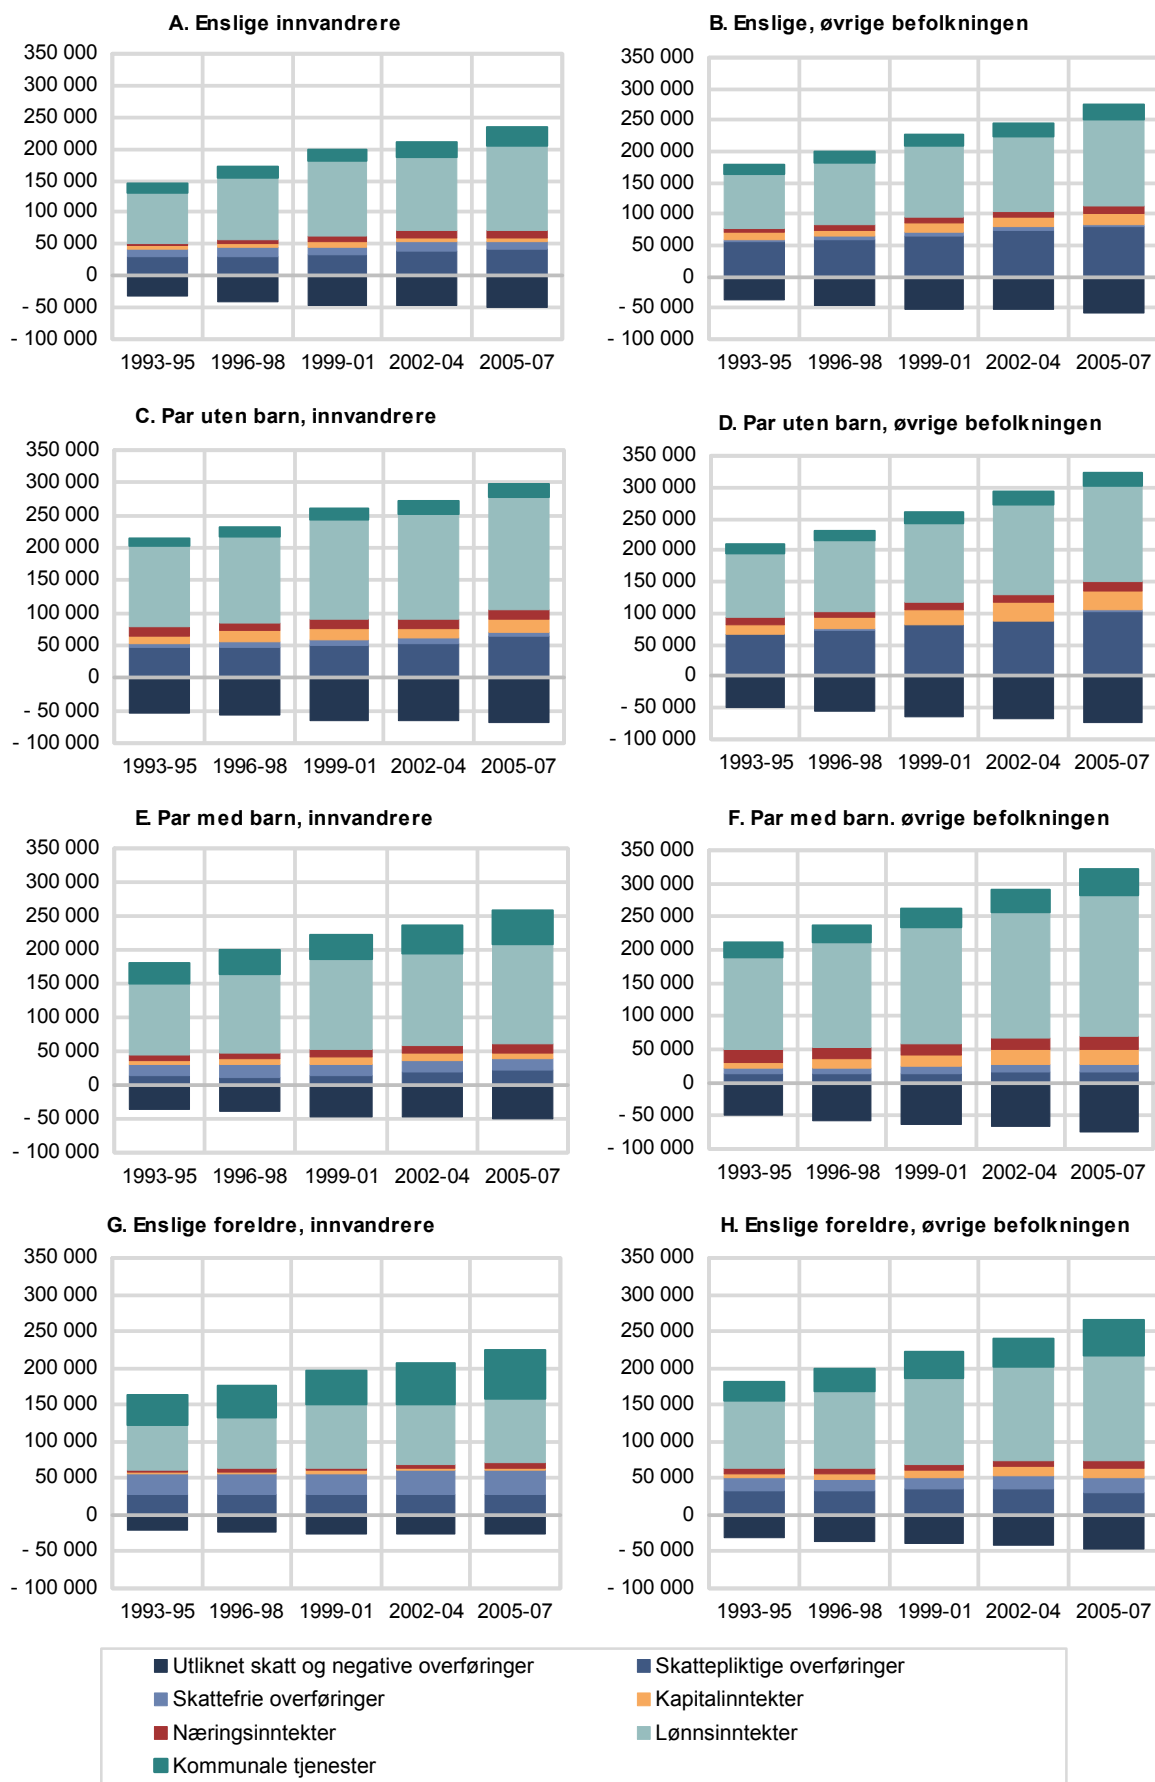 A. Enslige innvandrere
350 000
300 000
250 000
200 000
150 000
100 000
50 000
0
- 50 000
- 100 000
1993-95 1996-98 1999-01 2002-04 2005-07
B. Enslige, øvrige befolkningen
350 000
300 000
250 000
200 000
150 000
100 000
50 000
0
- 50 000
- 100 000
1993-95 1996-98 1999-01 2002-04 2005-07
C. Par uten barn, innvandrere
350 000
300 000
250 000
200 000
150 000
100 000
50 000
0
- 50 000
- 100 000
1993-95 1996-98 1999-01 2002-04 2005-07
D. Par uten barn, øvrige befolkningen
350 000
300 000
250 000
200 000
150 000
100 000
50 000
0
- 50 000
- 100 000
1993-95 1996-98 1999-01 2002-04 2005-07
E. Par med barn, innvandrere
350 000
300 000
250 000
200 000
150 000
100 000
50 000
0
- 50 000
- 100 000
1993-95 1996-98 1999-01 2002-04 2005-07
F. Par med barn. øvrige befolkningen
350 000
300 000
250 000
200 000
150 000
100 000
50 000
0
- 50 000
- 100 000
1993-95 1996-98 1999-01 2002-04 2005-07
G. Enslige foreldre, innvandrere
350 000
300 000
250 000
200 000
150 000
100 000
50 000
0
- 50 000
- 100 000
1993-95 1996-98 1999-01 2002-04 2005-07
H. Enslige foreldre, øvrige befolkningen
350 000
300 000
250 000
200 000
150 000
100 000
50 000
0
- 50 000
- 100 000
1993-95 1996-98 1999-01 2002-04 2005-07
Utliknet skatt og negative overføringer
Skattepliktige overføringer
Skattefrie overføringer
Kapitalinntekter
Næringsinntekter
Lønnsinntekter
Kommunale tjenester